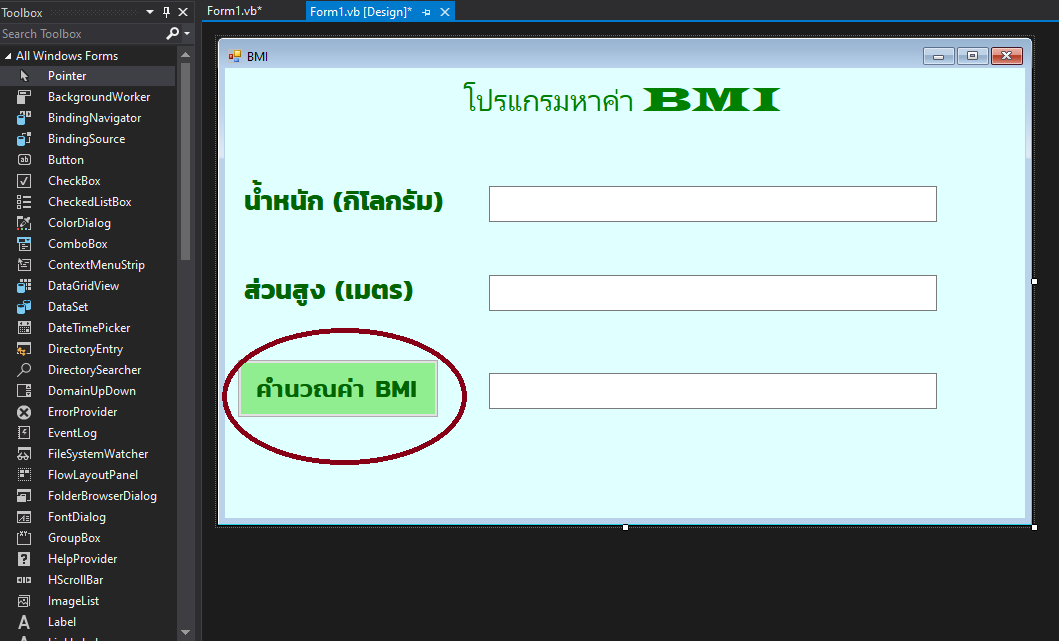 Toolbox
Form1.vb*
Form1.vb [Design]*
Search Toolbox
All Windows Forms
Pointer
BackgroundWorker
BindingNavigator
BindingSource
Button
CheckBox
CheckedListBox
ColorDialog
ComboBox
ContextMenuStrip
DataGridView
DataSet
DateTimePicker
DirectoryEntry
DirectorySearcher
DomainUpDown
ErrorProvider
EventLog
FileSystemWatcher
FlowLayoutPanel
FolderBrowserDialog
FontDialog
GroupBox
HelpProvider
HScrollBar
ImageList
Label
BMI
โปรแกรมหาค่า BMI
น้ำหนัก (กิโลกรัม)
ส่วนสูง (เมตร)
คำนวณค่า BMI